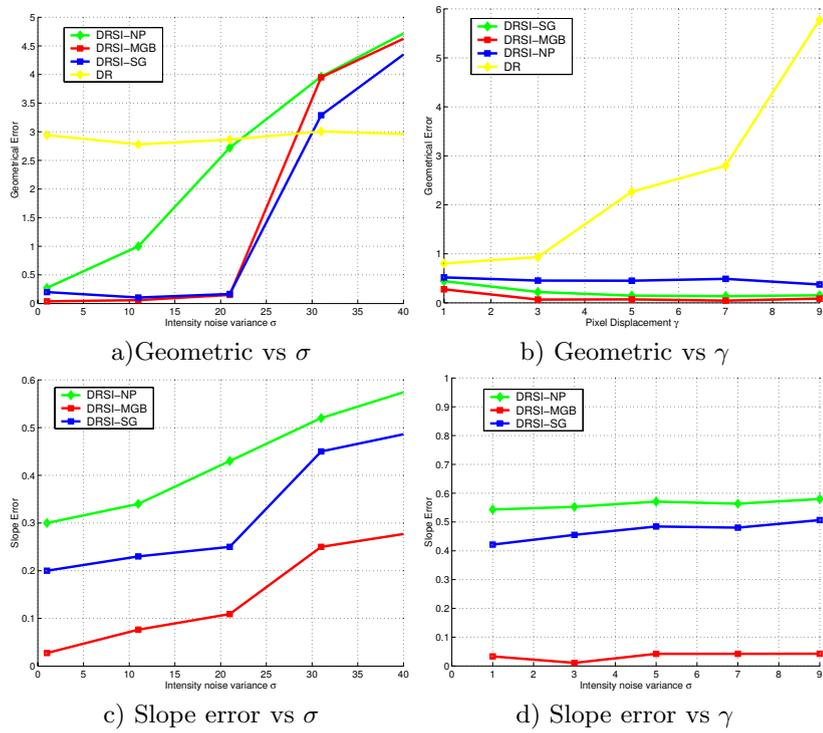 5
4.5
4
3.5
3
2.5
2
1.5
1
0.5
0
Geometrical Error
DRSI−NP
DRSI−MGB
DRSI−SG
DR
0 5 10 15 20 25 30 35 40
Intensity noise variance σ
a)Geometric vs σ
6
5
4
3
2
1
0
Geometrical Error
DRSI−SG
DRSI−MGB
DRSI−NP
DR
1 2 3 4 5 6 7 8 9
Pixel Displacement γ
b) Geometric vs γ
0.6
0.5
0.4
0.3
0.2
0.1
0
Slope Error
DRSI−NP
DRSI−MGB
DRSI−SG
0 5 10 15 20 25 30 35 40
Intensity noise variance σ
c) Slope error vs σ
1
0.9
0.8
0.7
0.6
0.5
0.4
0.3
0.2
0.1
0
Slope Error
DRSI−NP
DRSI−MGB
DRSI−SG
0 1 2 3 4 5 6 7 8 9
Intensity noise variance σ
d) Slope error vs γ